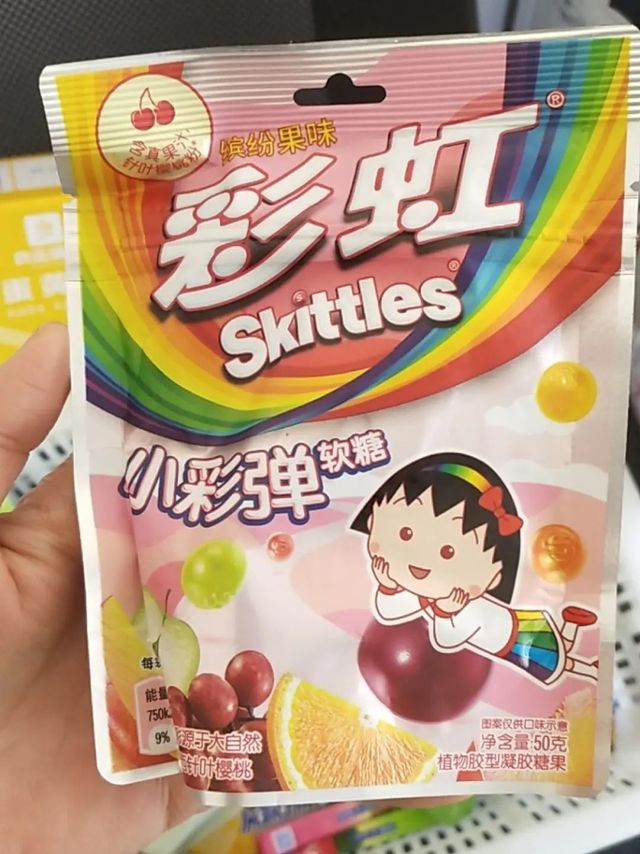 含真果汁
针叶樱桃粉
缤纷果味
彩虹®
Skittles®
小彩弹软糖
每
能量
750k
9%
源于大自然
针叶樱桃
图案仅供口味示意
净含量:50克
植物胶型凝胶糖果